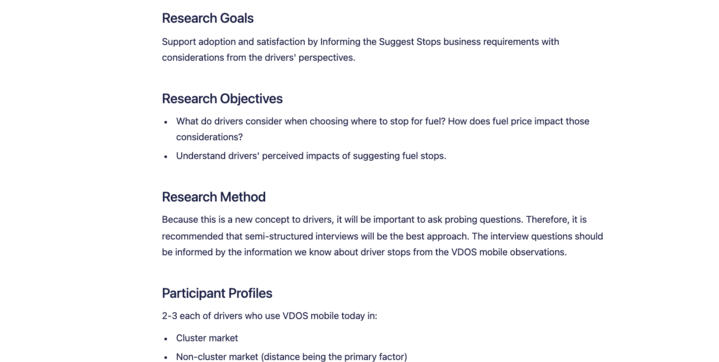 Research Goals
Support adoption and satisfaction by Informing the Suggest Stops business requirements with
considerations from the drivers' perspectives.
Research Objectives
• What do drivers consider when choosing where to stop for fuel? How does fuel price impact those
considerations?
• Understand drivers' perceived impacts of suggesting fuel stops.
Research Method
Because this is a new concept to drivers, it will be important to ask probing questions. Therefore, it is
recommended that semi-structured interviews will be the best approach. The interview questions should
be informed by the information we know about driver stops from the VDOS mobile observations.
Participant Profiles
2-3 each of drivers who use VDOS mobile today in:
• Cluster market
• Non-cluster market (distance being the primary factor)